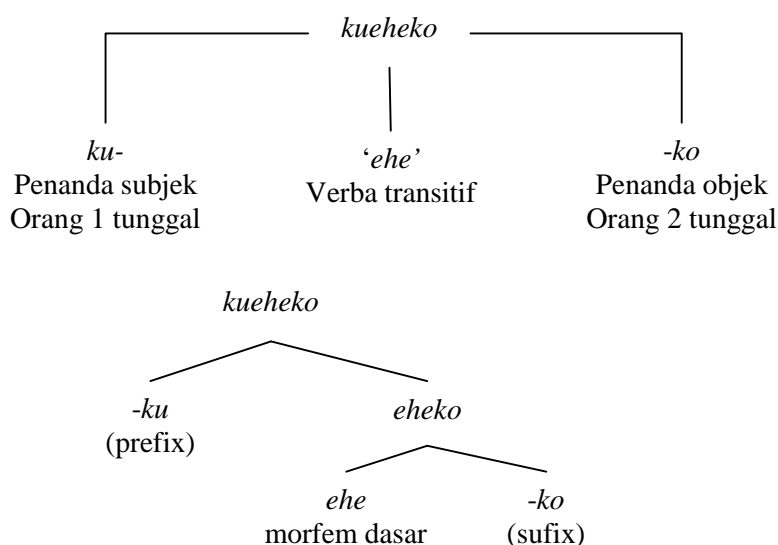 kueheko
ku- ‘ehe’ -ko
Penanda subjek Verba transitif Penanda objek
Orang 1 tunggal Orang 2 tunggal
kueheko
-ku eheko
(prefix)
ehe -ko
morfem dasar (sufix)